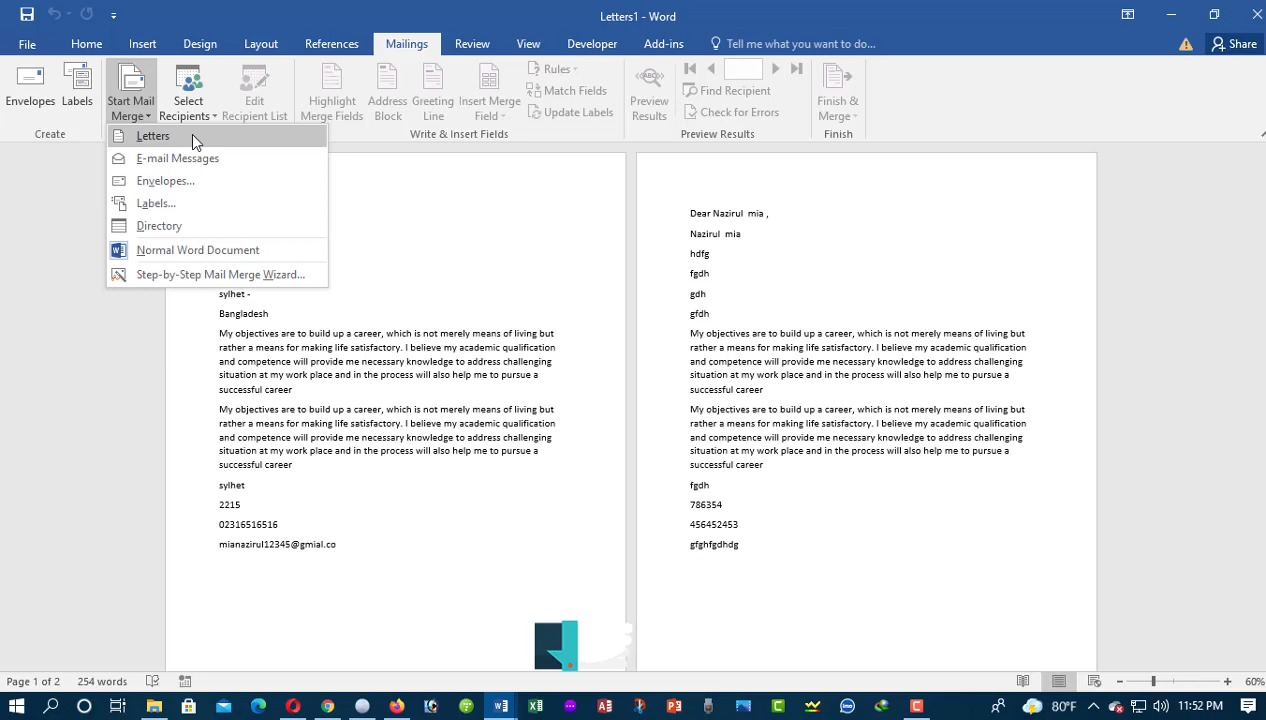 Letters1 - Word
File Home Insert Design Layout References Mailings Review View Developer Add-ins Tell me what you want to do... Share
Envelopes Labels
Create
Start Mail Merge Select Recipients Edit Recipient List
Highlight Merge Fields Address Block Greeting Line Insert Merge Field
Rules
Match Fields
Update Labels
Write & Insert Fields
ABC
Preview Results
Find Recipient
Check for Errors
Preview Results
Finish & Merge
Finish
Letters
E-mail Messages
Envelopes...
Labels...
Directory
Normal Word Document
Step-by-Step Mail Merge Wizard...
sylhet -
Bangladesh
My objectives are to build up a career, which is not merely means of living but
rather a means for making life satisfactory. I believe my academic qualification
and competence will provide me necessary knowledge to address challenging
situation at my work place and in the process will also help me to pursue a
successful career
My objectives are to build up a career, which is not merely means of living but
rather a means for making life satisfactory. I believe my academic qualification
and competence will provide me necessary knowledge to address challenging
situation at my work place and in the process will also help me to pursue a
successful career
sylhet
2215
02316516516
mianazirul12345@gmial.co
Dear Nazirul mia ,
Nazirul mia
hdfg
fgdh
gdh
gfdh
My objectives are to build up a career, which is not merely means of living but
rather a means for making life satisfactory. I believe my academic qualification
and competence will provide me necessary knowledge to address challenging
situation at my work place and in the process will also help me to pursue a
successful career
My objectives are to build up a career, which is not merely means of living but
rather a means for making life satisfactory. I believe my academic qualification
and competence will provide me necessary knowledge to address challenging
situation at my work place and in the process will also help me to pursue a
successful career
fgdh
786354
456452453
gfghfgdhdg
Page 1 of 2 254 words 60%
80°F 11:52 PM